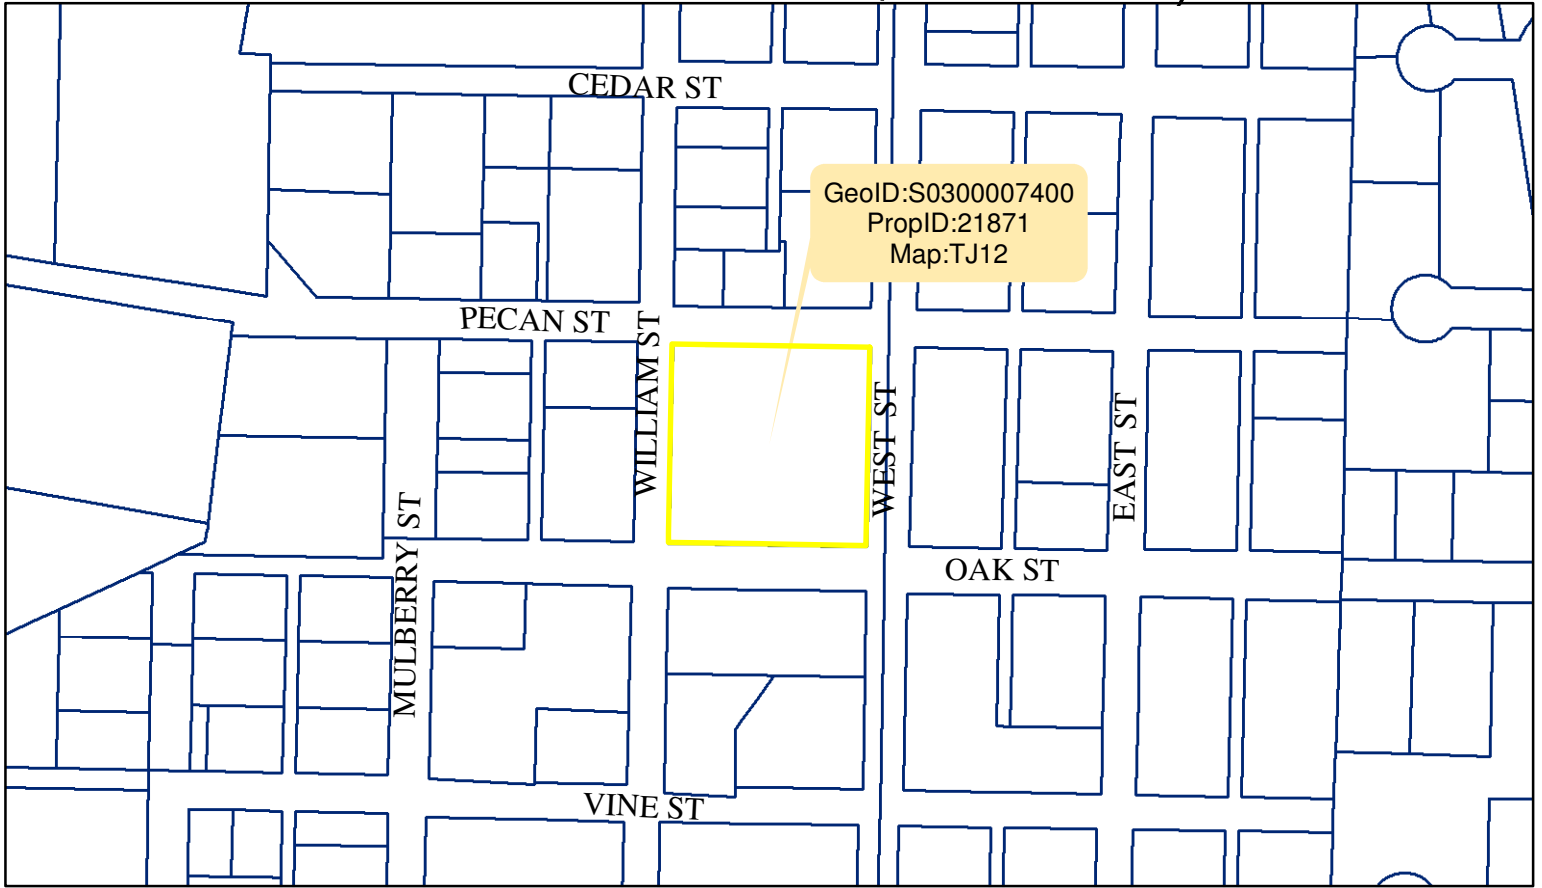 CEDAR ST
GeoID:S0300007400
PropID:21871
Map:TJ12
PECAN ST
WILLIAM ST
WEST ST
EAST ST
MULBERRY ST
OAK ST
VINE ST